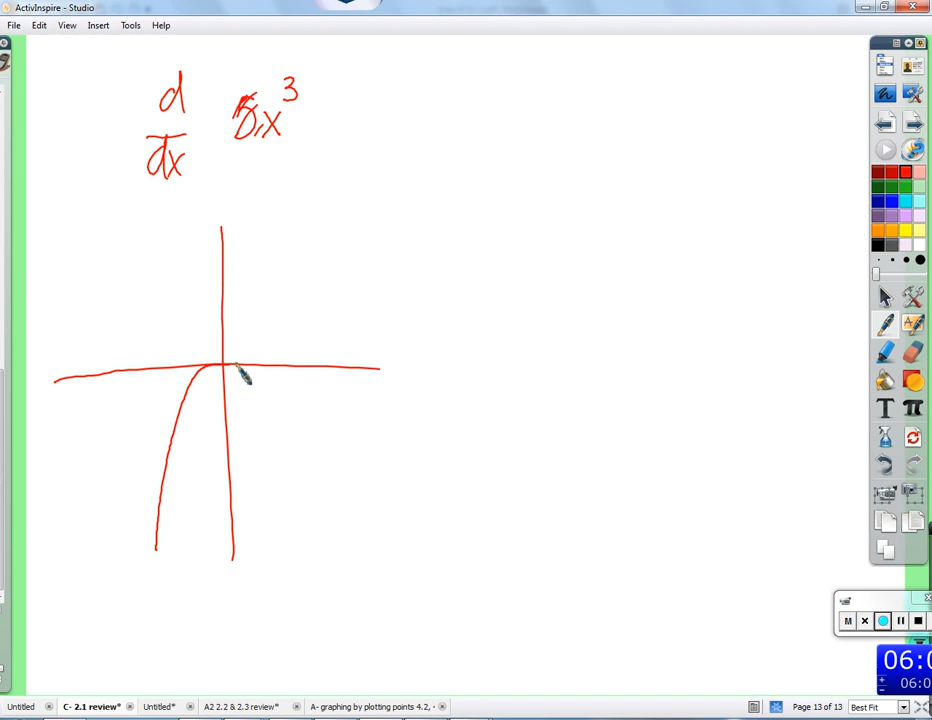 ActivInspire - Studio
File Edit View Insert Tools Help
d
dx
x³
M
06:0
06:0
Untitled C- 2.1 review* Untitled* A2 2.2 & 2.3 review* A- graphing by plotting points 4.2,
Page 13 of 13 Best Fit